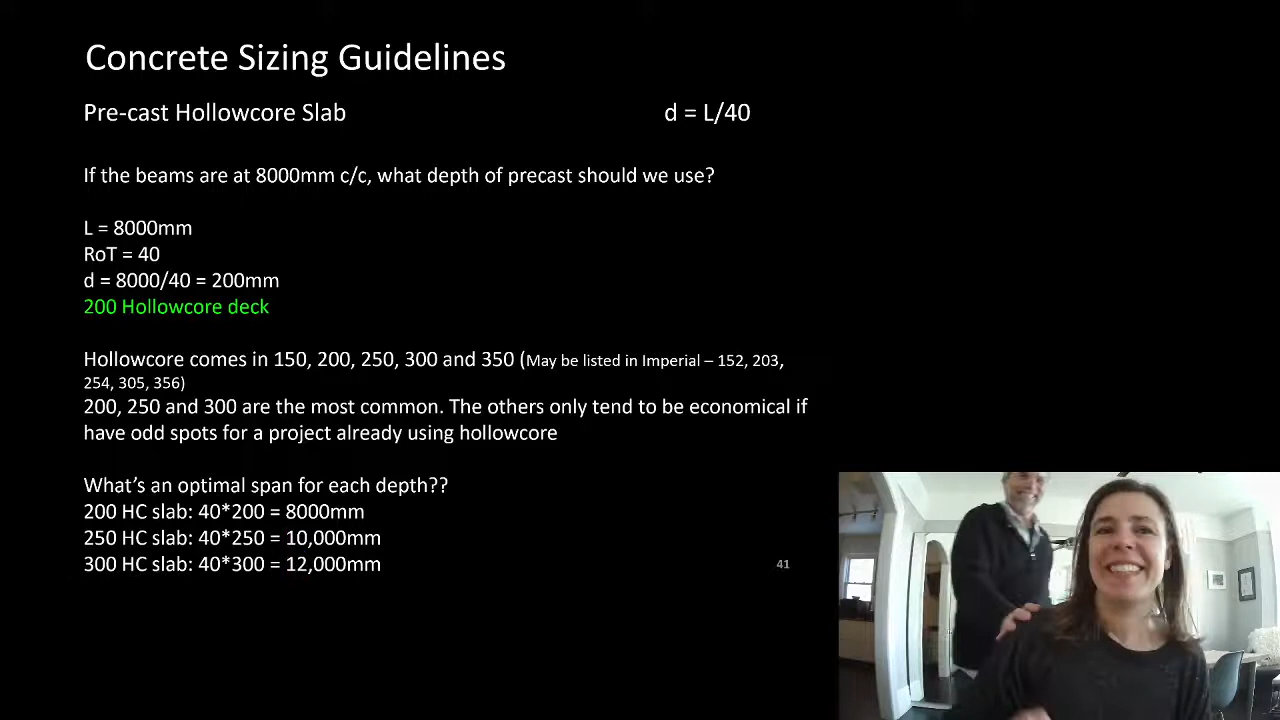 Concrete Sizing Guidelines
Pre-cast Hollowcore Slab d = L/40
If the beams are at 8000mm c/c, what depth of precast should we use?
L = 8000mm
RoT = 40
d = 8000/40 = 200mm
200 Hollowcore deck
Hollowcore comes in 150, 200, 250, 300 and 350 (May be listed in Imperial – 152, 203,
254, 305, 356)
200, 250 and 300 are the most common. The others only tend to be economical if
have odd spots for a project already using hollowcore
What's an optimal span for each depth??
200 HC slab: 40*200 = 8000mm
250 HC slab: 40*250 = 10,000mm
300 HC slab: 40*300 = 12,000mm
41